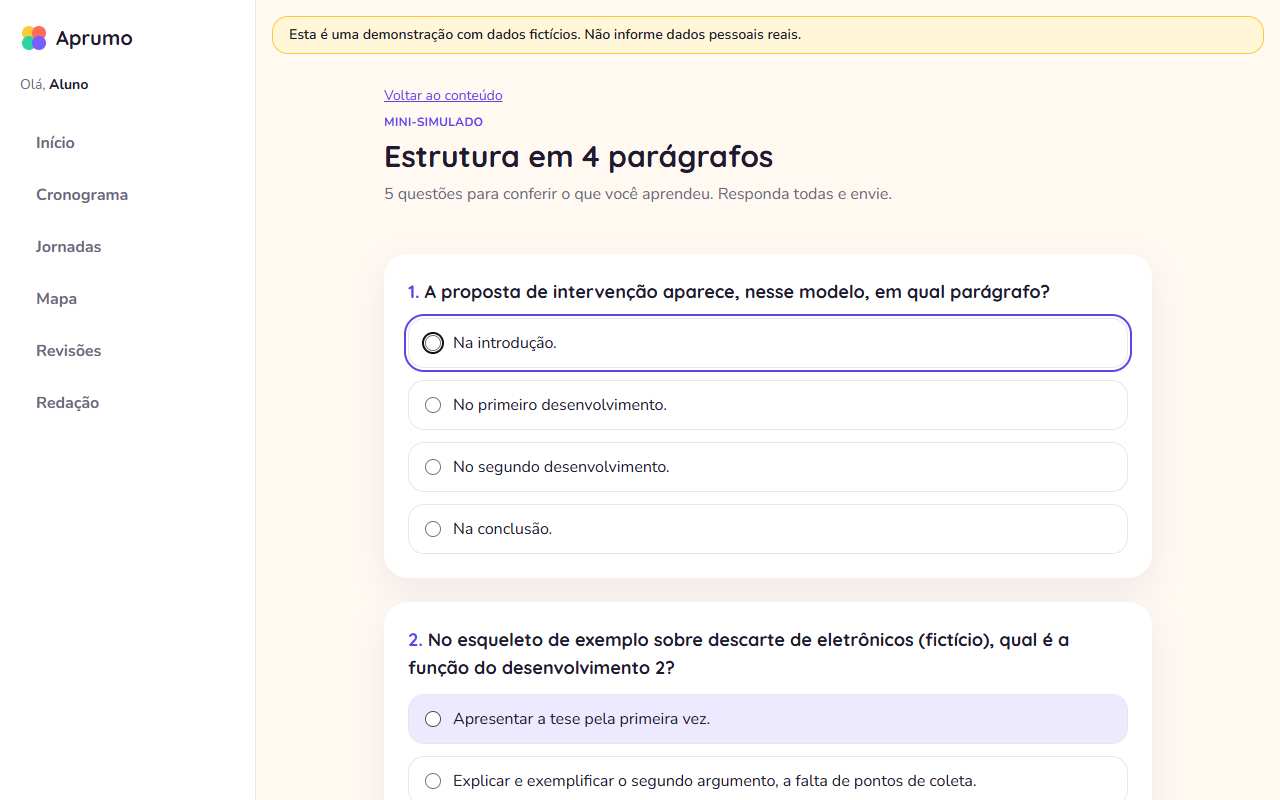 Aprumo
Olá, Aluno
Início
Cronograma
Jornadas
Mapa
Revisões
Redação
Esta é uma demonstração com dados fictícios. Não informe dados pessoais reais.
Voltar ao conteúdo
MINI-SIMULADO
Estrutura em 4 parágrafos
5 questões para conferir o que você aprendeu. Responda todas e envie.
1. A proposta de intervenção aparece, nesse modelo, em qual parágrafo?
Na introdução.
No primeiro desenvolvimento.
No segundo desenvolvimento.
Na conclusão.
2. No esqueleto de exemplo sobre descarte de eletrônicos (fictício), qual é a
função do desenvolvimento 2?
Apresentar a tese pela primeira vez.
Explicar e exemplificar o segundo argumento, a falta de pontos de coleta.